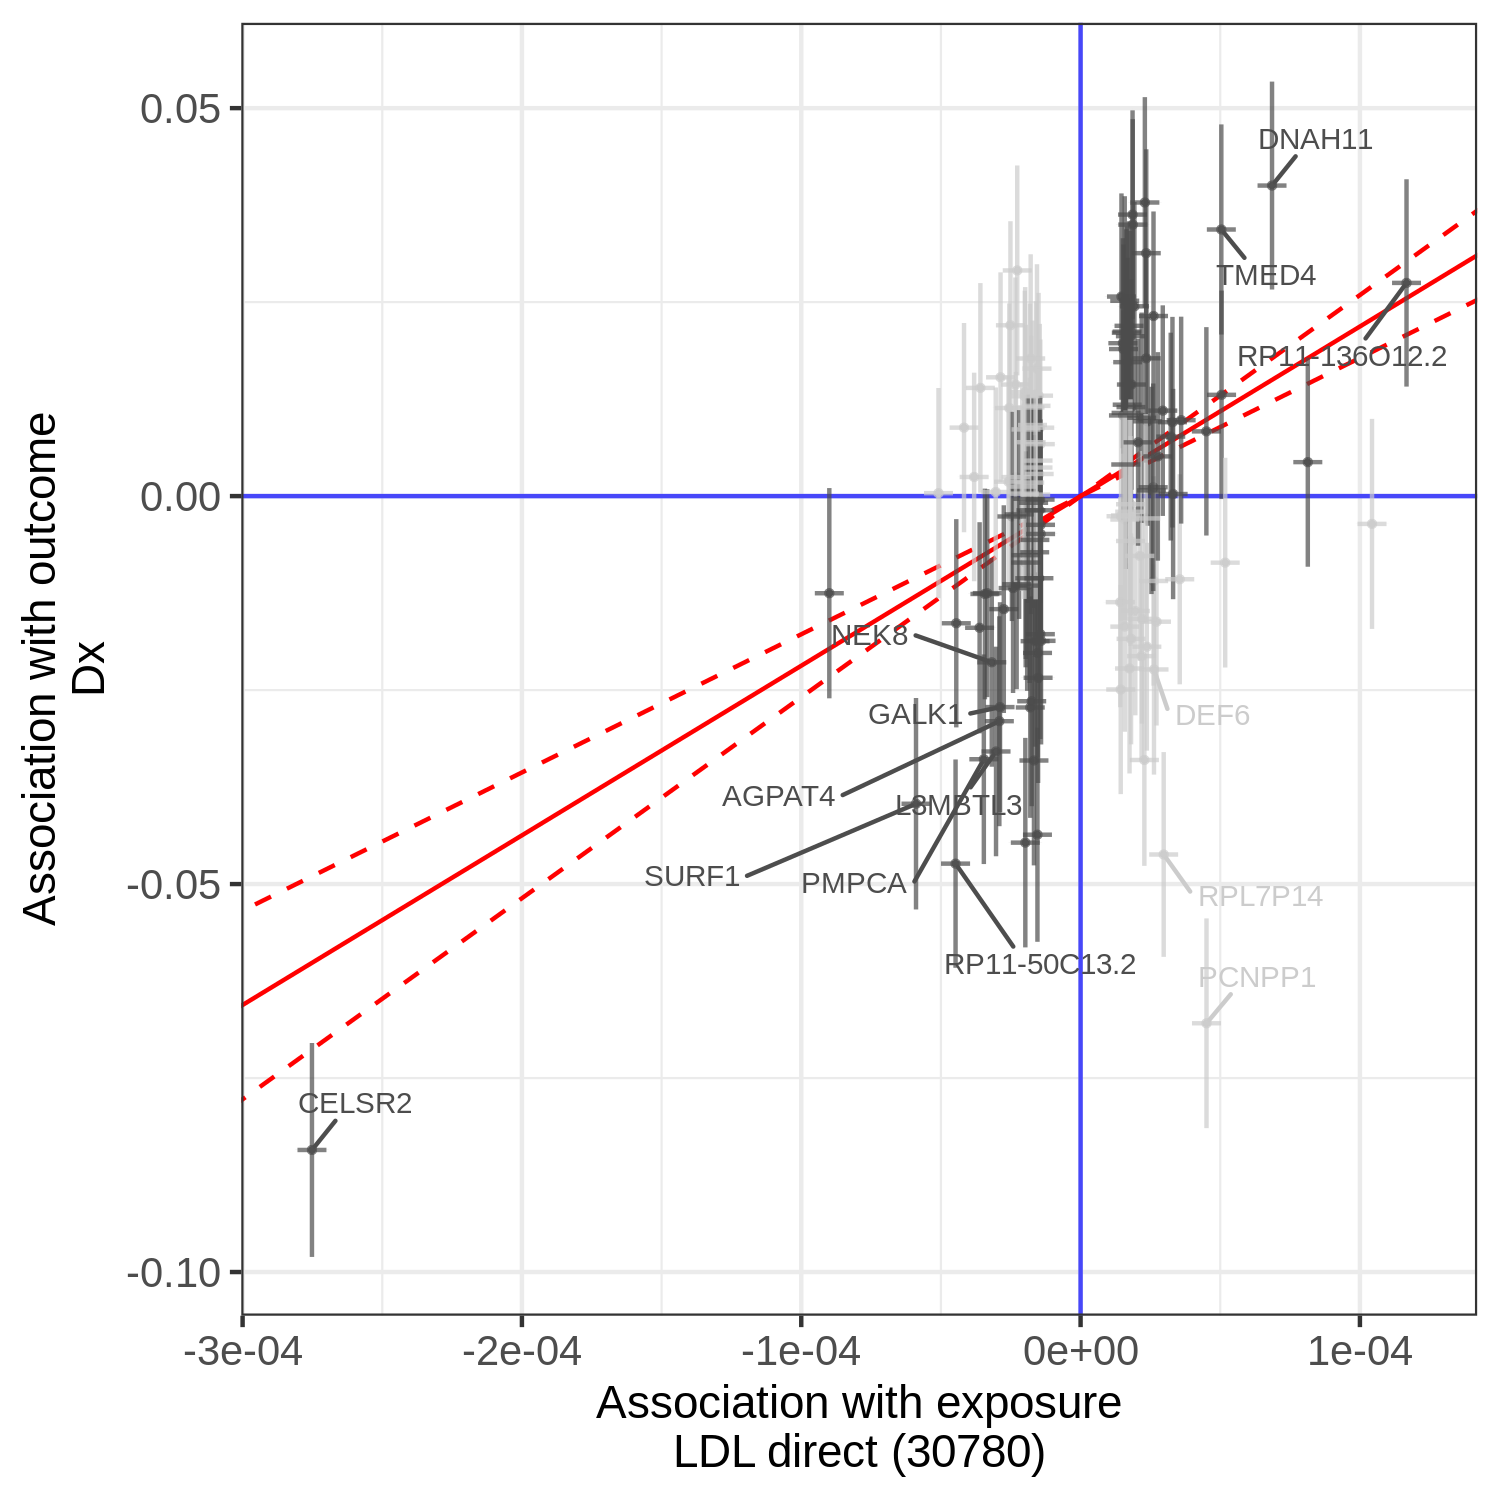 0.05
0.00
-0.05
-0.10
Association with outcome
Dx
DNAH11
TMED4
RP11-136O12.2
NEK8
GALK1
DEF6
AGPAT4
L3MBTL3
SURF1
PMPCA
RPL7P14
RP11-50C13.2
PCNPP1
CELSR2
-3e-04
-2e-04
-1e-04
0e+00
1e-04
Association with exposure
LDL direct (30780)